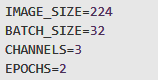 IMAGE_SIZE=224
BATCH_SIZE=32
CHANNELS=3
EPOCHS=2